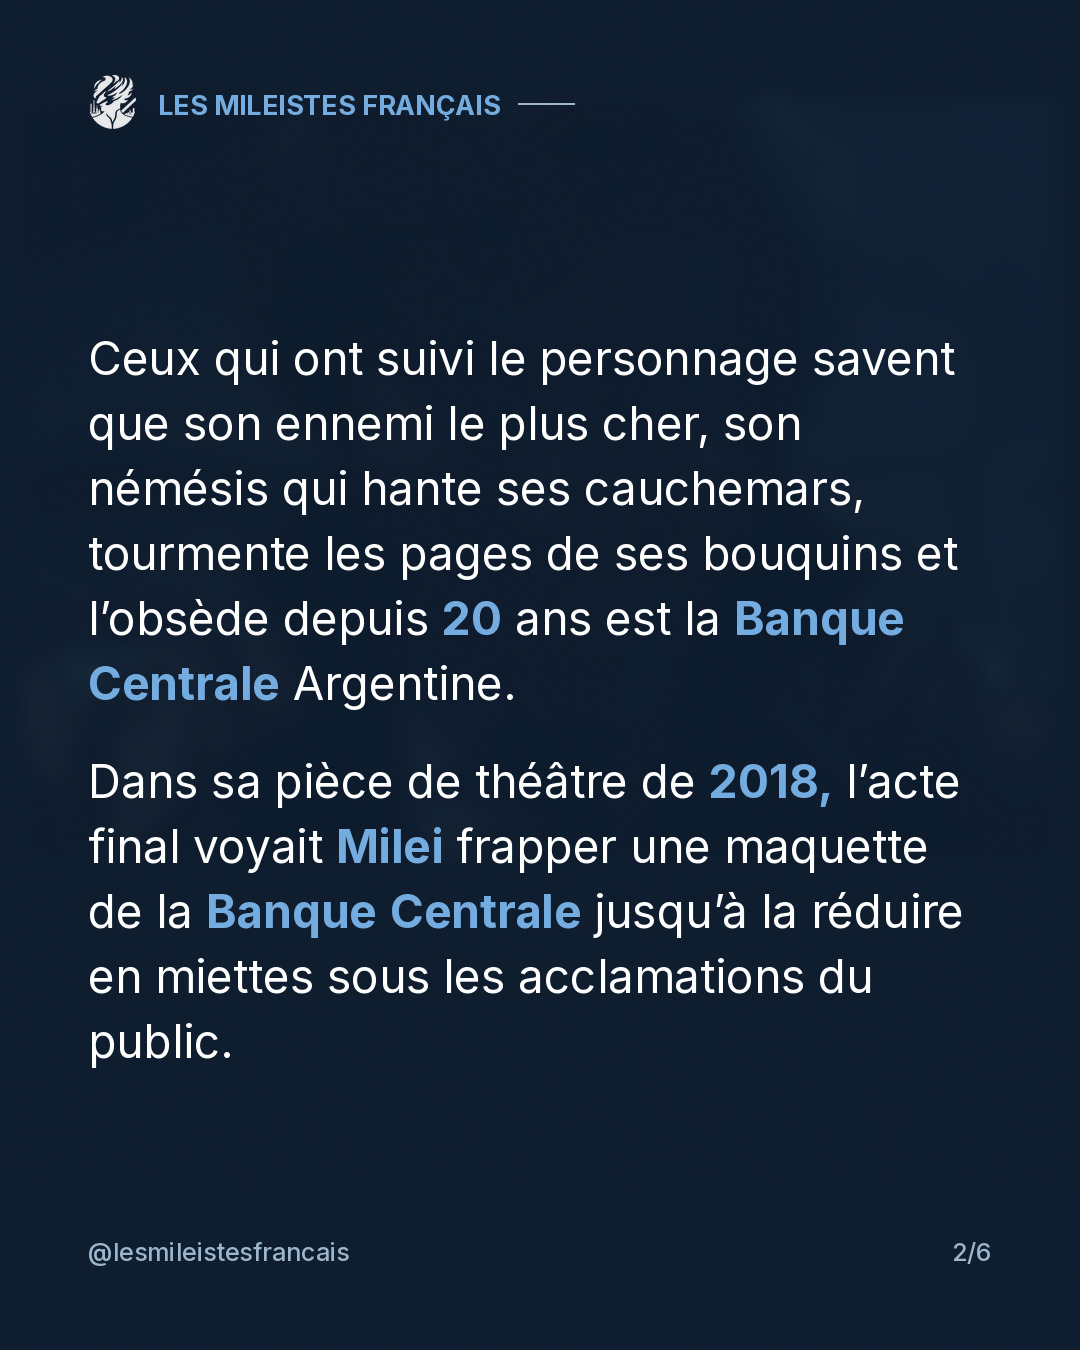 LES MILEISTES FRANÇAIS
Ceux qui ont suivi le personnage savent
que son ennemi le plus cher, son
némésis qui hante ses cauchemars,
tourmente les pages de ses bouquins et
l’obsède depuis 20 ans est la Banque
Centrale Argentine.
Dans sa pièce de théâtre de 2018, l’acte
final voyait Milei frapper une maquette
de la Banque Centrale jusqu’à la réduire
en miettes sous les acclamations du
public.
@lesmileistesfrancais
2/6